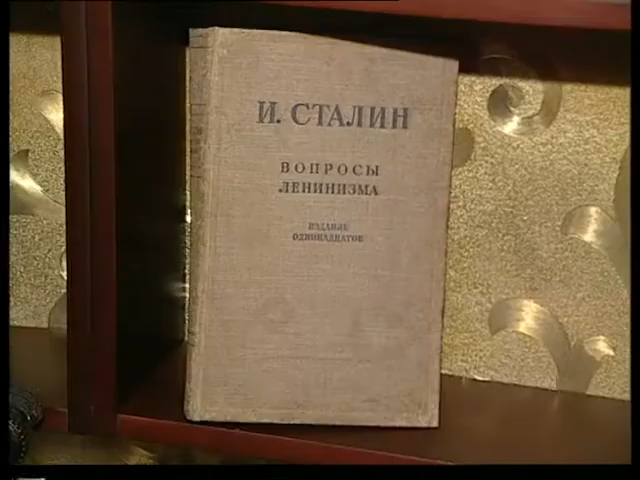 И. СТАЛИН
ВОПРОСЫ
ЛЕНИНИЗМА
ИЗДАНИЕ
ОДИННАДЦАТОЕ